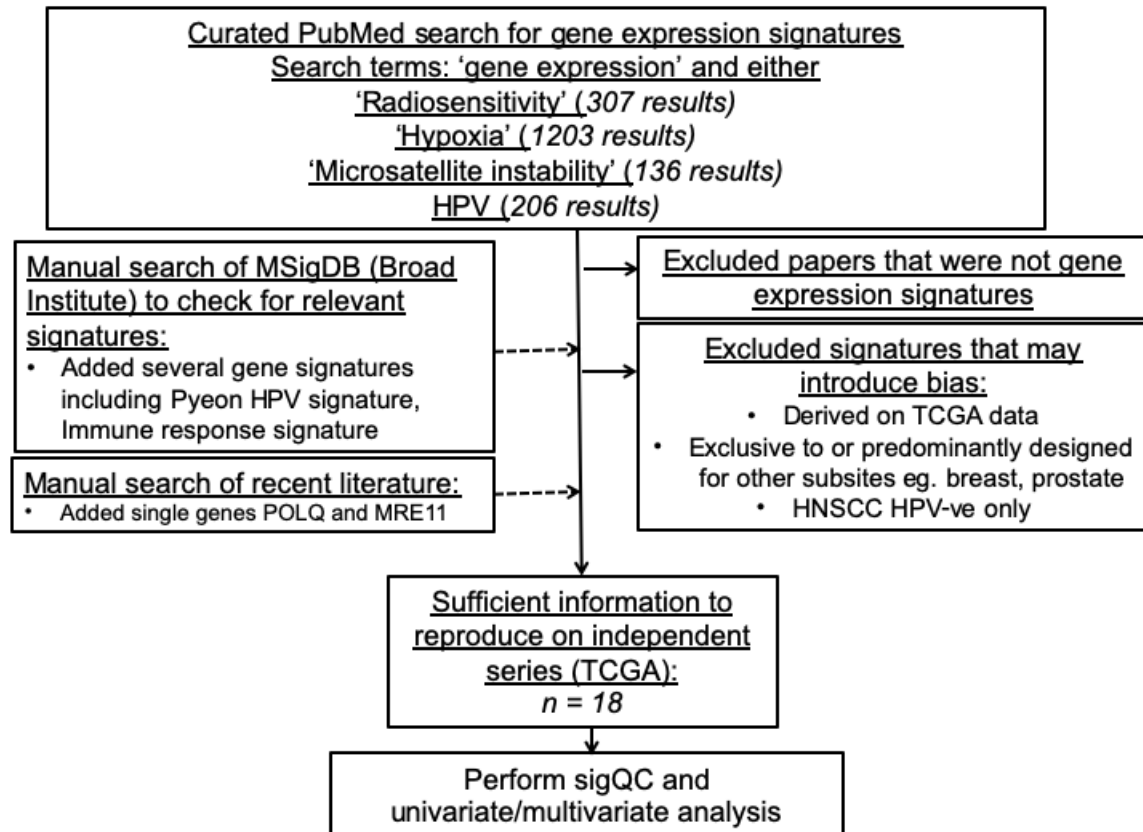 Curated PubMed search for gene expression signatures
Search terms: ‘gene expression’ and either
‘Radiosensitivity’ (307 results)
‘Hypoxia’ (1203 results)
‘Microsatellite instability’ (136 results)
HPV (206 results)
Manual search of MSigDB (Broad
Institute) to check for relevant
signatures:
• Added several gene signatures
including Pyeon HPV signature,
Immune response signature
Manual search of recent literature:
• Added single genes POLQ and MRE11
Excluded papers that were not gene
expression signatures
Excluded signatures that may
introduce bias:
• Derived on TCGA data
• Exclusive to or predominantly designed
for other subsites eg. breast, prostate
• HNSCC HPV-ve only
Sufficient information to
reproduce on independent
series (TCGA):
n = 18
Perform sigQC and
univariate/multivariate analysis